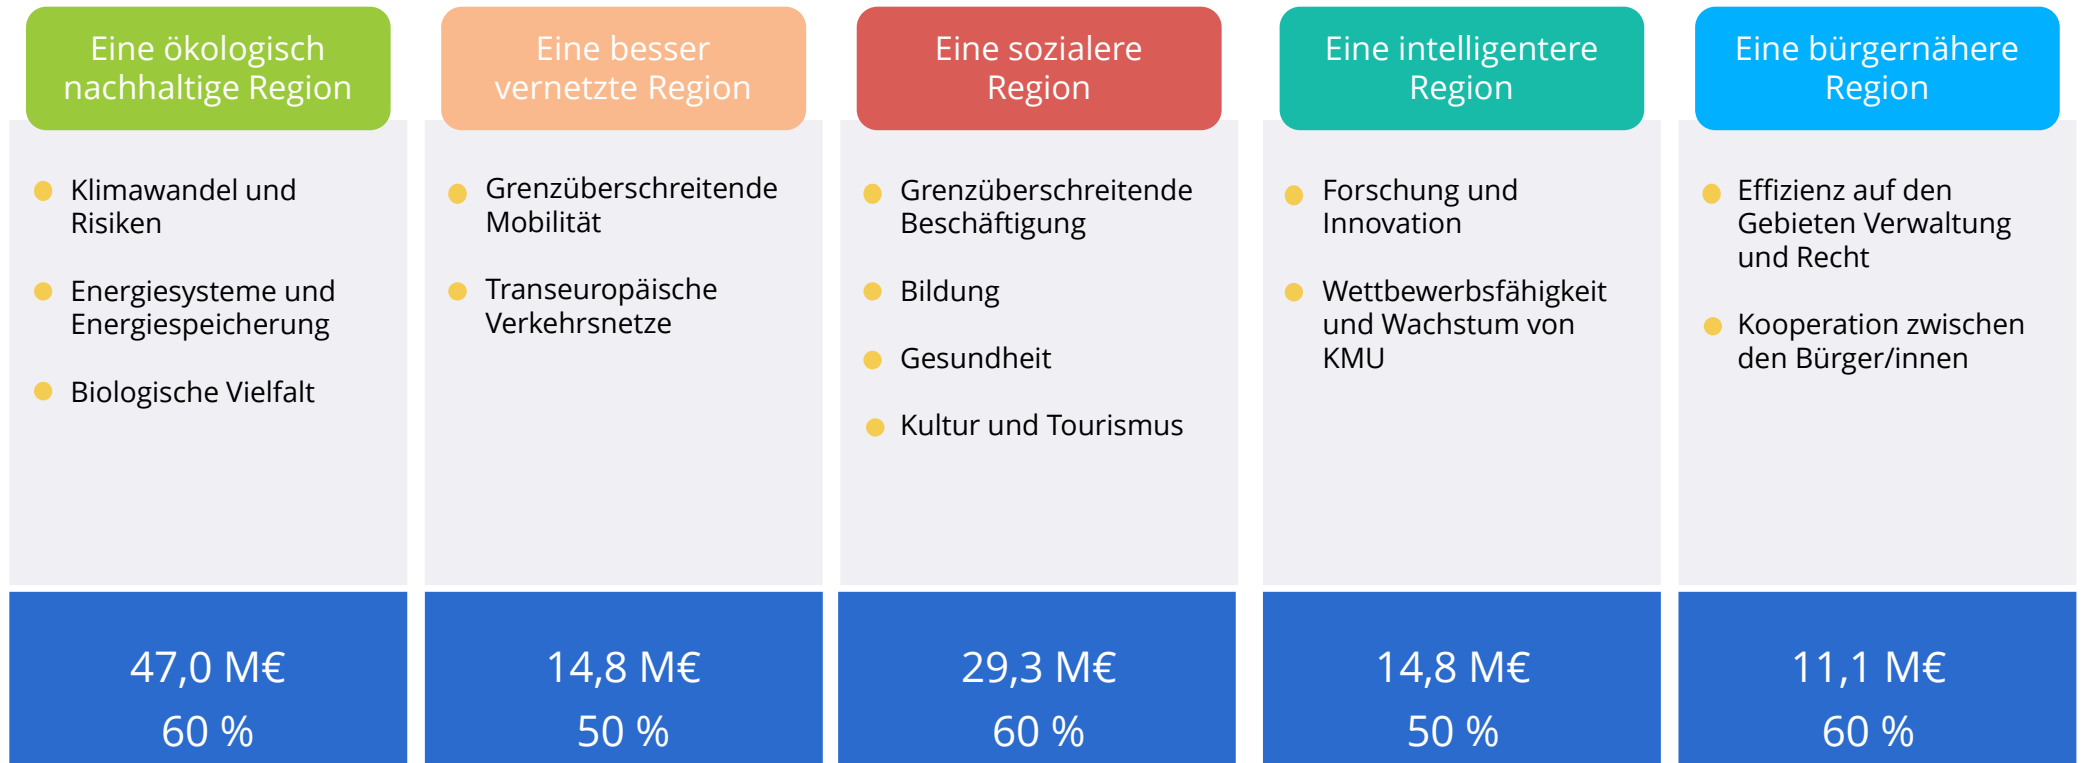 Eine ökologisch
nachhaltige Region
Klimawandel und
Risiken
Energiesysteme und
Energiespeicherung
Biologische Vielfalt
47,0 M€
60 %
Eine besser
vernetzte Region
Grenzüberschreitende
Mobilität
Transeuropäische
Verkehrsnetze
14,8 M€
50 %
Eine sozialere
Region
Grenzüberschreitende
Beschäftigung
Bildung
Gesundheit
Kultur und Tourismus
29,3 M€
60 %
Eine intelligentere
Region
Forschung und
Innovation
Wettbewerbsfähigkeit
und Wachstum von
KMU
14,8 M€
50 %
Eine bürgernähere
Region
Effizienz auf den
Gebieten Verwaltung
und Recht
Kooperation zwischen
den Bürger/innen
11,1 M€
60 %